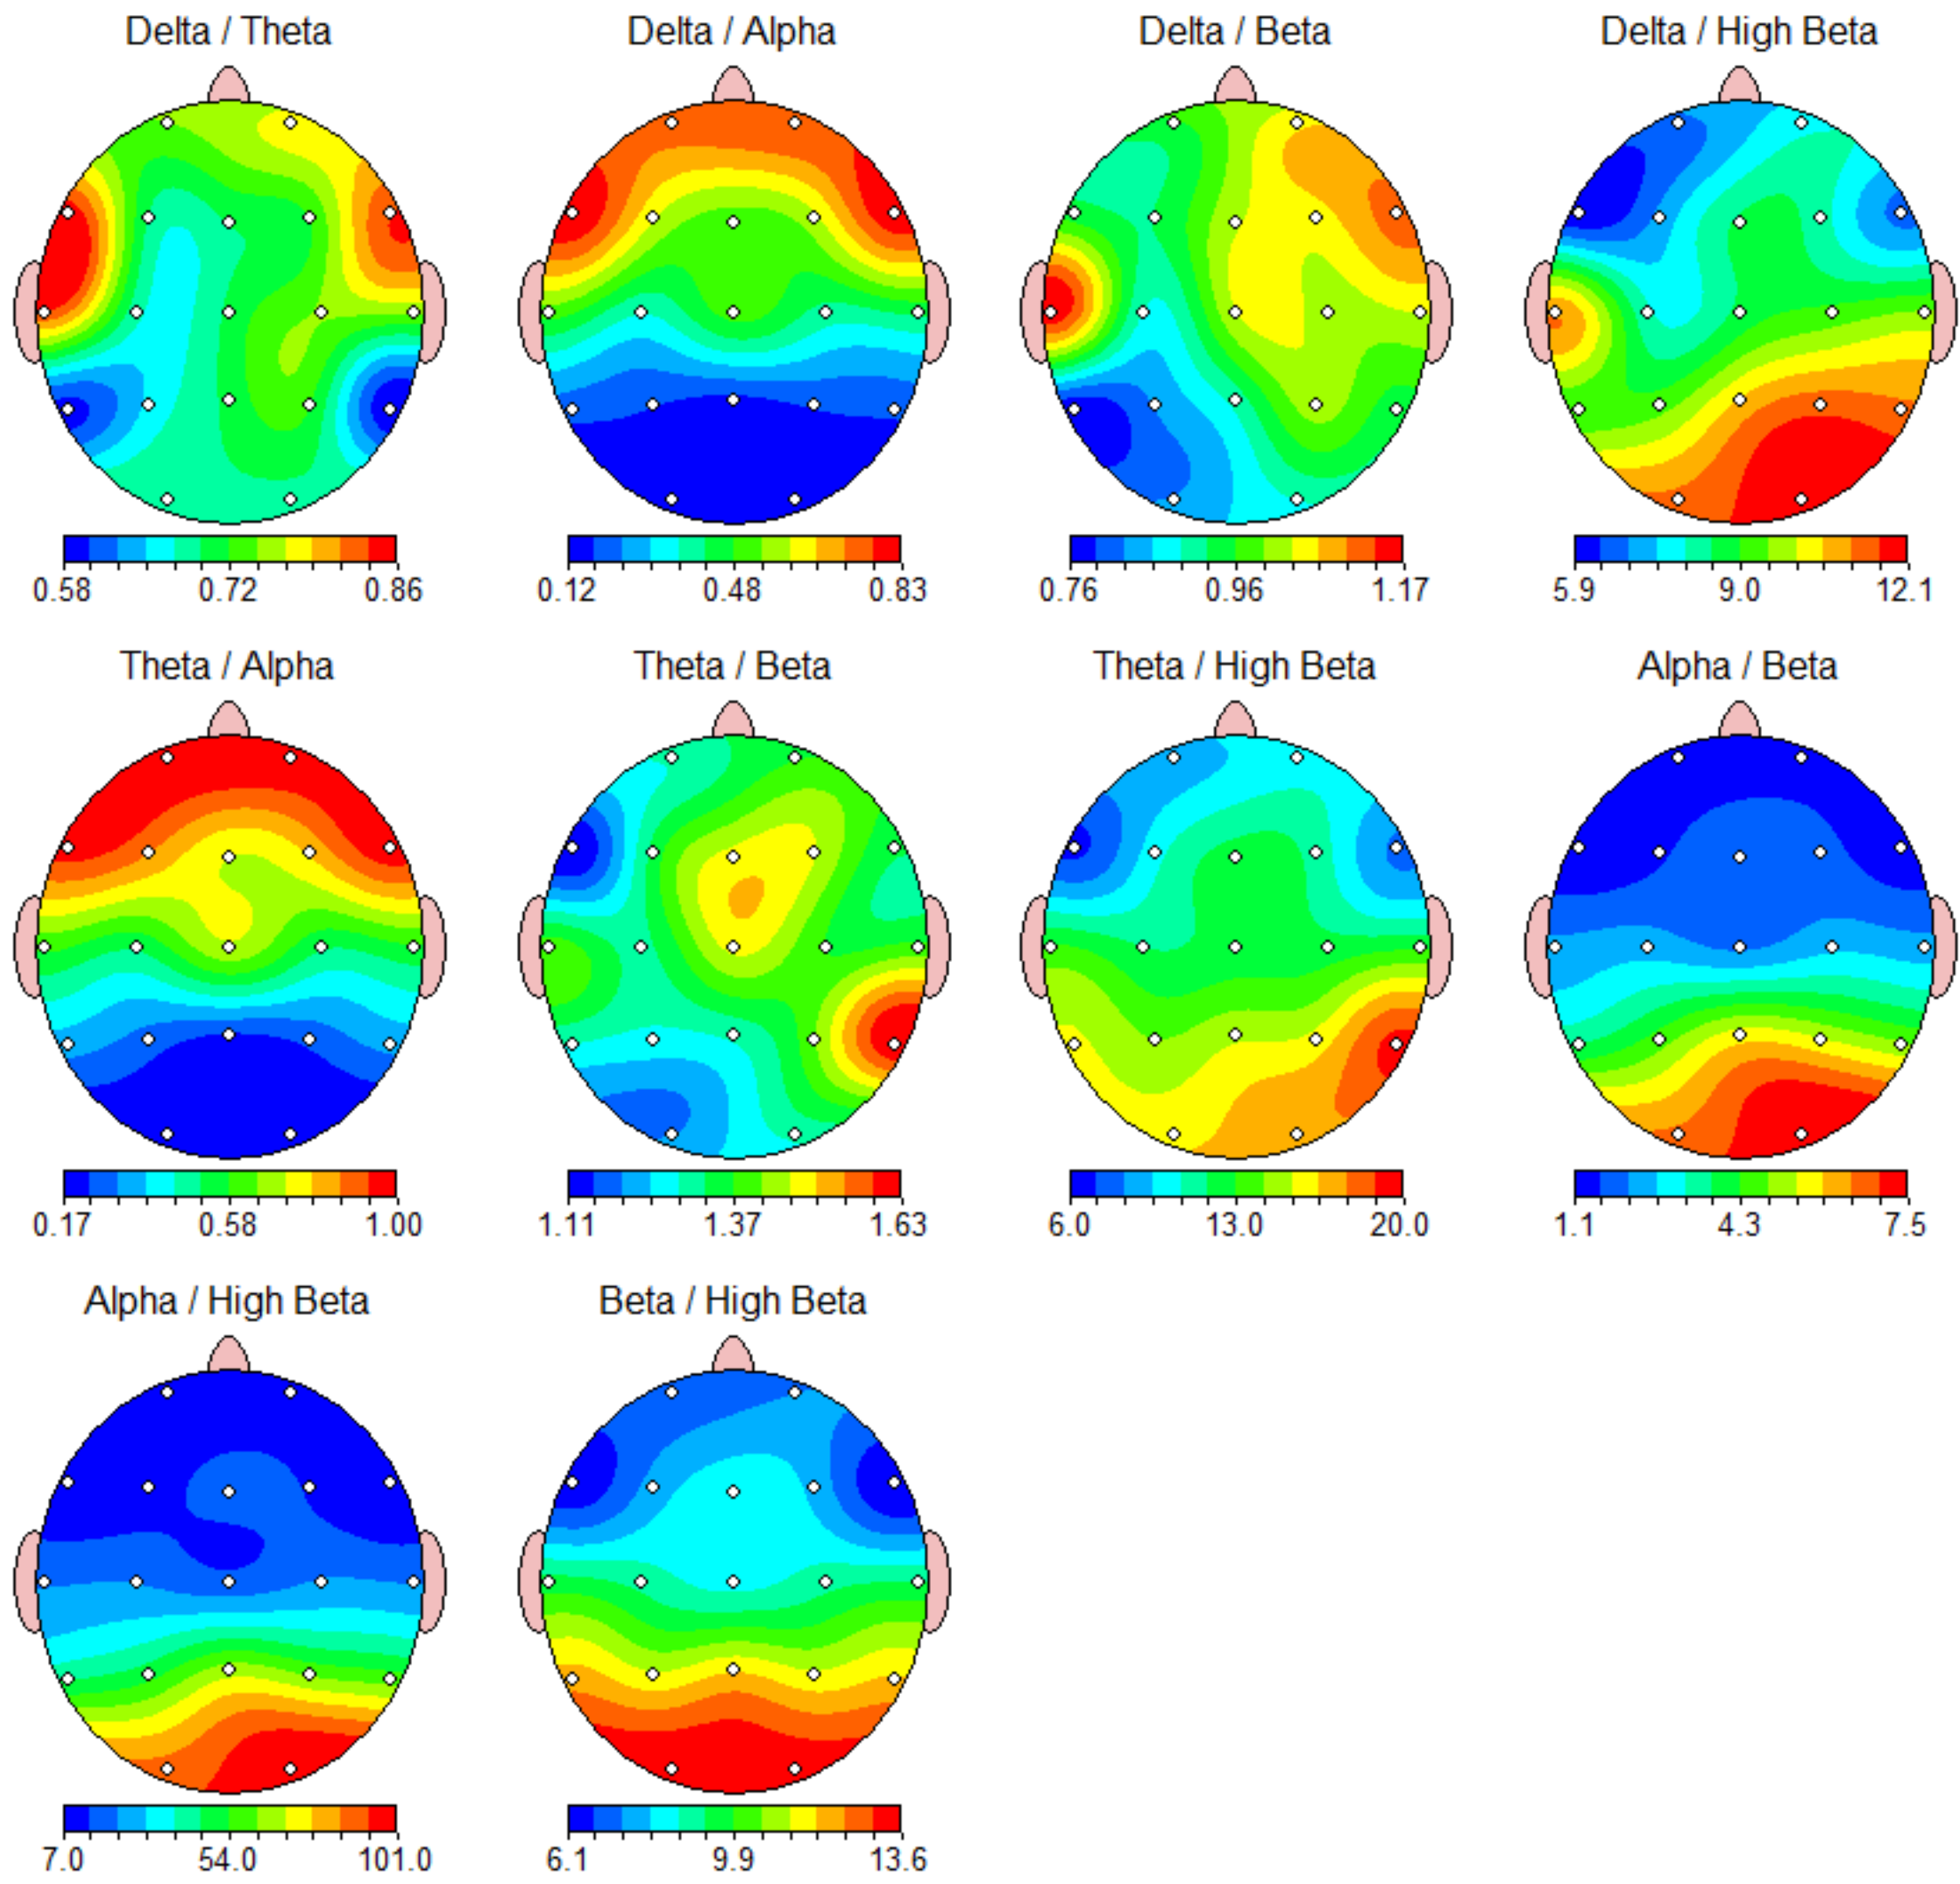 Delta / Theta
Delta / Alpha
Delta / Beta
Delta / High Beta
0.58 0.72 0.86
0.12 0.48 0.83
0.76 0.96 1.17
5.9 9.0 12.1
Theta / Alpha
Theta / Beta
Theta / High Beta
Alpha / Beta
0.17 0.58 1.00
1.11 1.37 1.63
6.0 13.0 20.0
1.1 4.3 7.5
Alpha / High Beta
Beta / High Beta
7.0 54.0 101.0
6.1 9.9 13.6